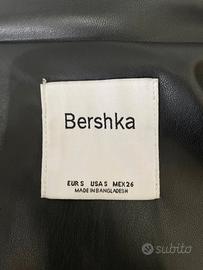 Bershka
EUR S USA S MEX 26
MADE IN BANGLADESH
subito